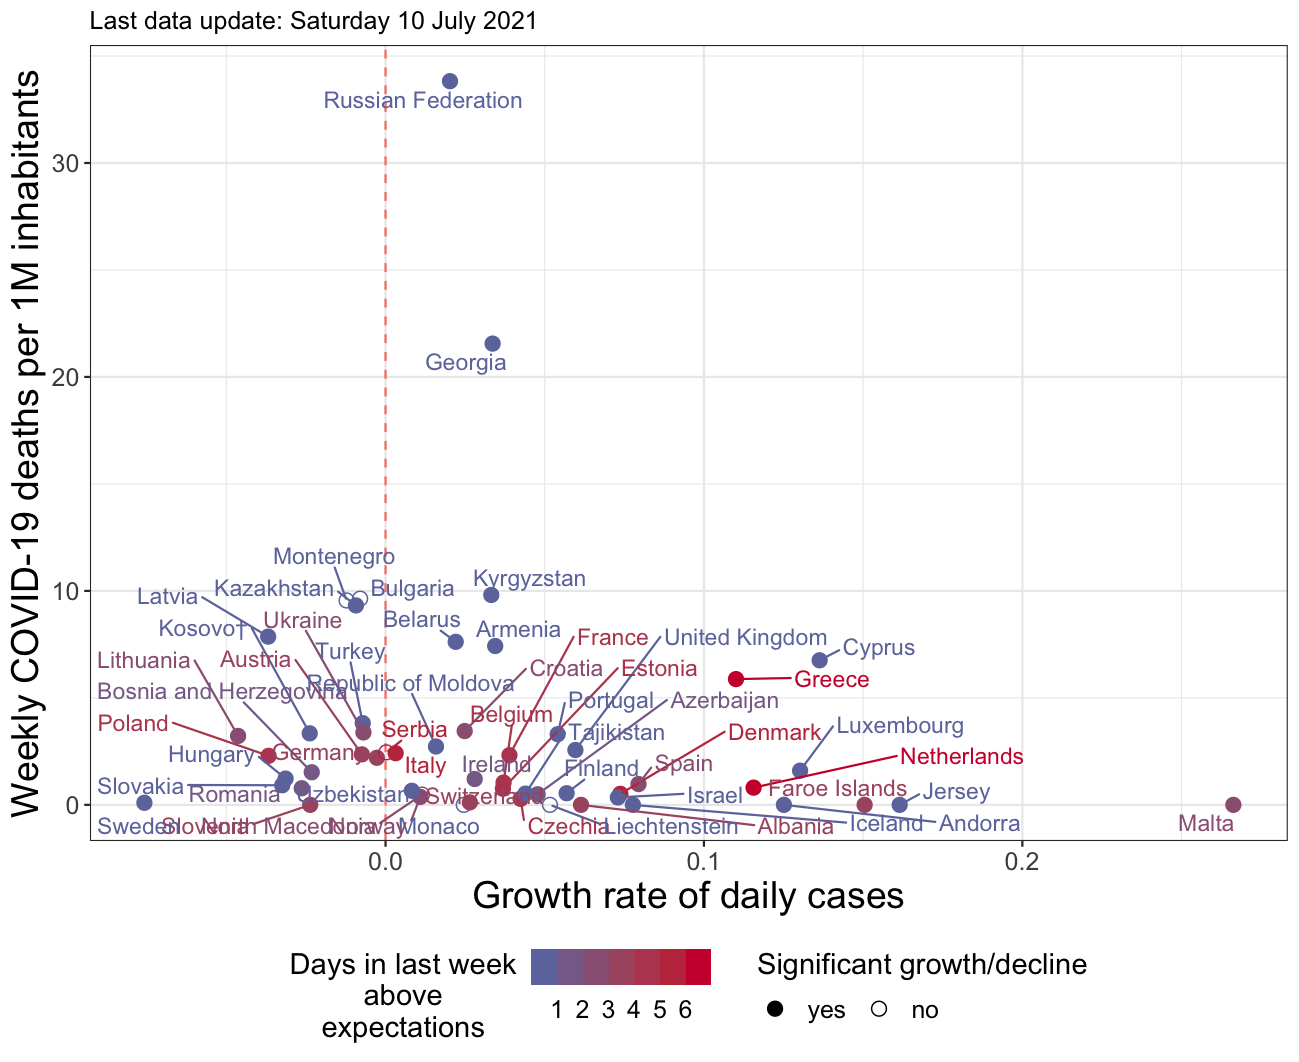 Last data update: Saturday 10 July 2021
Weekly COVID-19 deaths per 1M inhabitants
30
20
10
0
Russian Federation
Georgia
Montenegro
Kazakhstan
Bulgaria
Kyrgyzstan
Latvia
Ukraine
Belarus
Armenia
Kosovo†
France
United Kingdom
Turkey
Cyprus
Lithuania
Austria
Croatia
Estonia
Greece
Republic of Moldova
Bosnia and Herzegovina
Portugal
Azerbaijan
Belgium
Poland
Serbia
Tajikistan
Denmark
Luxembourg
Hungary
Germany
Italy
Ireland
Finland
Spain
Netherlands
Slovakia
Romania
Uzbekistan
Switzerland
Israel
Faroe Islands
Jersey
Sweden
Slovenia
North Macedonia
Norway
Monaco
Czechia
Liechtenstein
Albania
Iceland
Andorra
Malta
0.0
0.1
0.2
Growth rate of daily cases
Days in last week
above
expectations
1 2 3 4 5 6
Significant growth/decline
yes
no